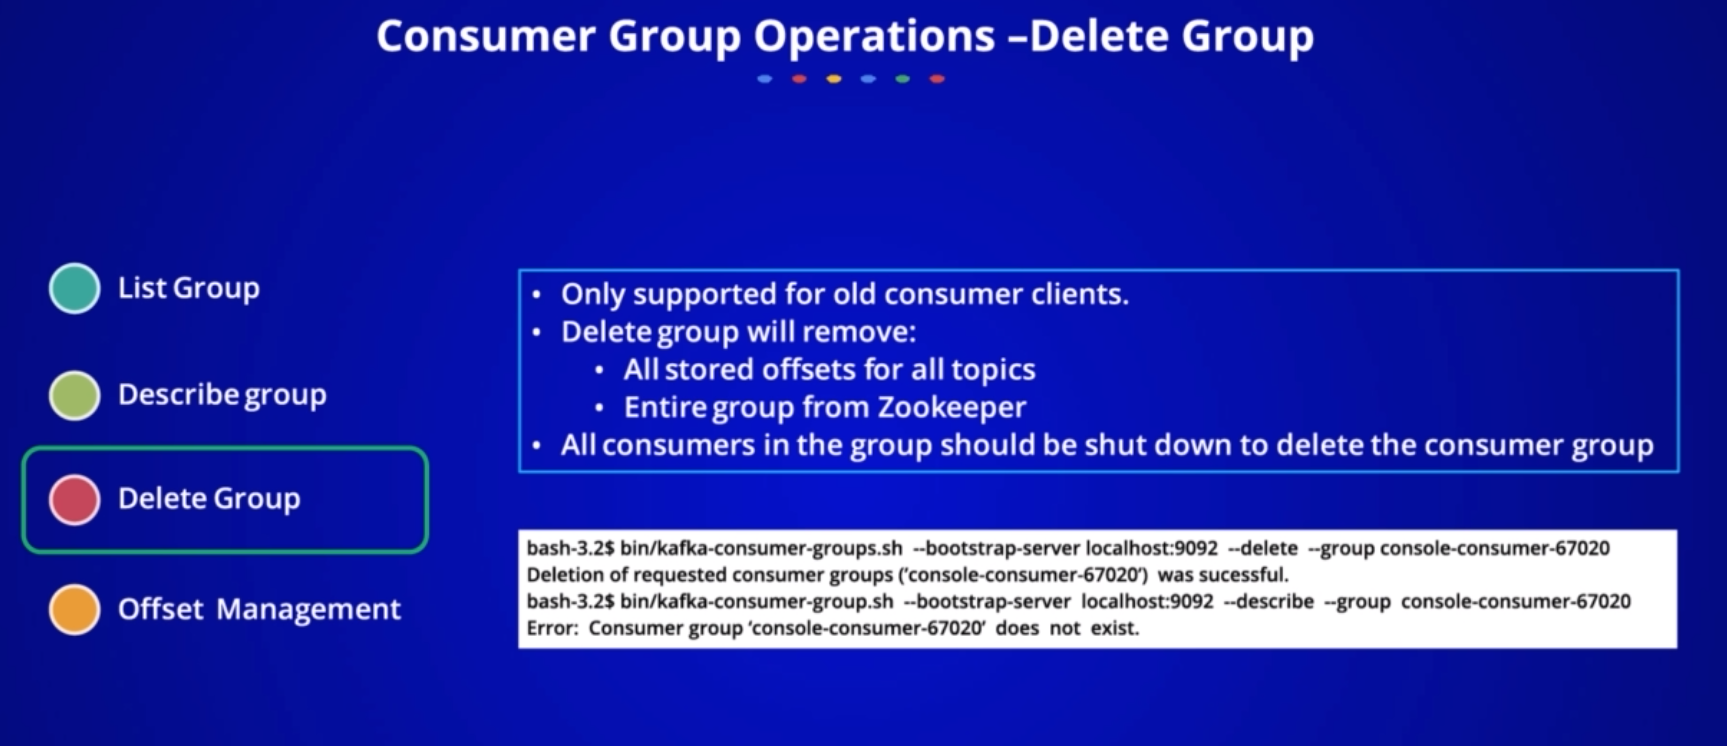 Consumer Group Operations –Delete Group
List Group
Describe group
Delete Group
Offset Management
• Only supported for old consumer clients.
• Delete group will remove:
• All stored offsets for all topics
• Entire group from Zookeeper
• All consumers in the group should be shut down to delete the consumer group
bash-3.2$ bin/kafka-consumer-groups.sh --bootstrap-server localhost:9092 --delete --group console-consumer-67020
Deletion of requested consumer groups (‘console-consumer-67020’) was sucessful.
bash-3.2$ bin/kafka-consumer-group.sh --bootstrap-server localhost:9092 --describe --group console-consumer-67020
Error: Consumer group ‘console-consumer-67020’ does not exist.